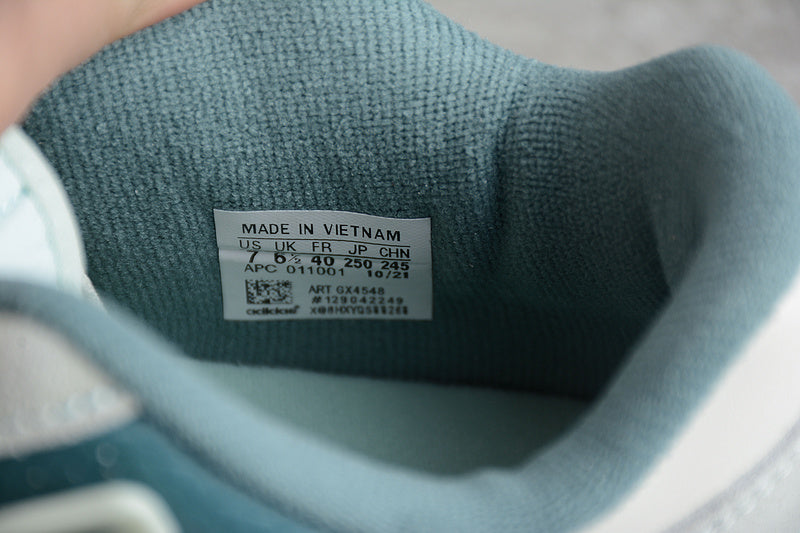 MADE IN VIETNAM
US UK FR JP CHN
7 6½ 40 250 245
APC 011001 10/21
ART GX4548
#129042249
adidas